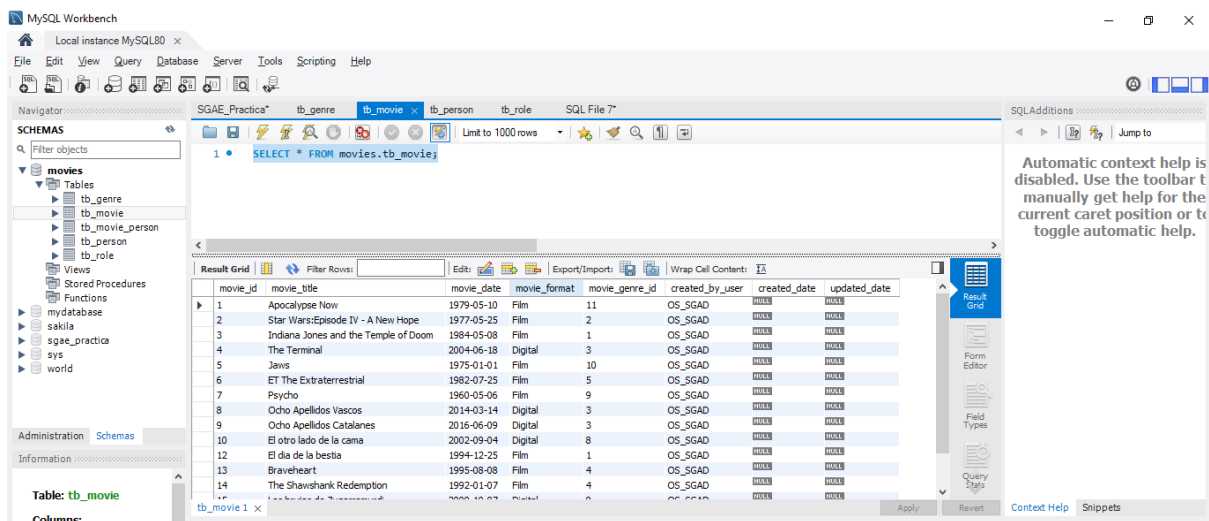 MySQL Workbench
Local instance MySQL80
File Edit View Query Database Server Tools Scripting Help
Navigator
SCHEMAS
Filter objects
movies
Tables
tb_genre
tb_movie
tb_movie_person
tb_person
tb_role
Views
Stored Procedures
Functions
mydatabase
sakila
sgae_practica
sys
world
Administration Schemas
Information
Table: tb_movie
Columns:
SGAE_Practica* tb_genre tb_movie tb_person tb_role SQL File 7*
Limit to 1000 rows
1 SELECT * FROM movies.tb_movie;
Result Grid Filter Rows: Edit: Export/Import: Wrap Cell Content:
movie_id movie_title movie_date movie_format movie_genre_id created_by_user created_date updated_date
1 Apocalypse Now 1979-05-10 Film 11 OS_SGAD NULL NULL
2 Star Wars:Episode IV - A New Hope 1977-05-25 Film 2 OS_SGAD NULL NULL
3 Indiana Jones and the Temple of Doom 1984-05-08 Film 1 OS_SGAD NULL NULL
4 The Terminal 2004-06-18 Digital 3 OS_SGAD NULL NULL
5 Jaws 1975-01-01 Film 10 OS_SGAD NULL NULL
6 ET The Extraterrestrial 1982-07-25 Film 5 OS_SGAD NULL NULL
7 Psycho 1960-05-06 Film 9 OS_SGAD NULL NULL
8 Ocho Apellidos Vascos 2014-03-14 Digital 3 OS_SGAD NULL NULL
9 Ocho Apellidos Catalanes 2016-06-09 Digital 3 OS_SGAD NULL NULL
10 El otro lado de la cama 2002-09-04 Digital 8 OS_SGAD NULL NULL
12 El dia de la bestia 1994-12-25 Film 1 OS_SGAD NULL NULL
13 Braveheart 1995-08-08 Film 4 OS_SGAD NULL NULL
14 The Shawshank Redemption 1992-01-07 Film 4 OS_SGAD NULL NULL
NULL NULL
tb_movie 1 Apply Revert
Result
Grid
Form
Editor
Field
Types
Query
Stats
SQLAdditions
Jump to
Automatic context help is
disabled. Use the toolbar t
manually get help for the
current caret position or to
toggle automatic help.
Context Help Snippets